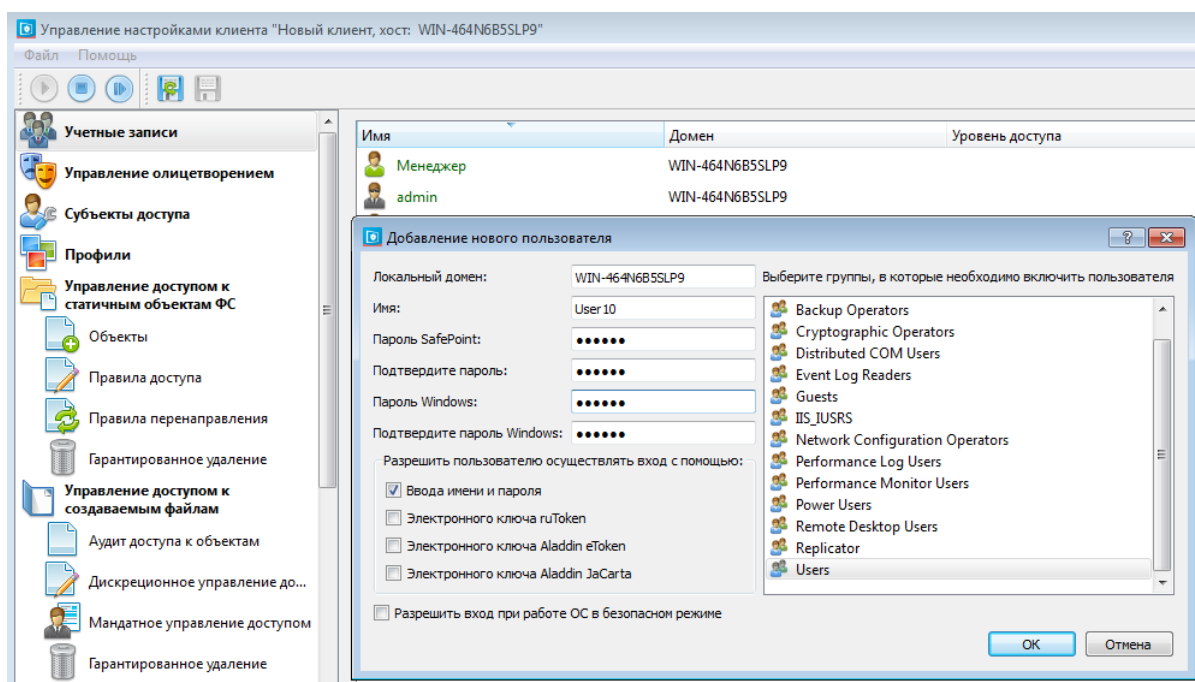 Управление настройками клиента "Новый клиент, хост: WIN-464N6B5SLP9"
Файл Помощь
Учетные записи
Управление олицетворением
Субъекты доступа
Профили
Управление доступом к
статичным объектам ФС
Объекты
Правила доступа
Правила перенаправления
Гарантированное удаление
Управление доступом к
создаваемым файлам
Аудит доступа к объектам
Дискреционное управление до...
Мандатное управление доступом
Гарантированное удаление
Имя Домен Уровень доступа
Менеджер WIN-464N6B5SLP9
admin WIN-464N6B5SLP9
Добавление нового пользователя
Локальный домен: WIN-464N6B5SLP9
Имя: User10
Пароль SafePoint: ●●●●●●
Подтвердите пароль: ●●●●●●
Пароль Windows: ●●●●●●
Подтвердите пароль Windows: ●●●●●●
Разрешить пользователю осуществлять вход с помощью:
Ввода имени и пароля
Электронного ключа ruToken
Электронного ключа Aladdin eToken
Электронного ключа Aladdin JaCarta
Разрешить вход при работе ОС в безопасном режиме
Выберите группы, в которые необходимо включить пользователя
Backup Operators
Cryptographic Operators
Distributed COM Users
Event Log Readers
Guests
IIS_IUSRS
Network Configuration Operators
Performance Log Users
Performance Monitor Users
Power Users
Remote Desktop Users
Replicator
Users
OK Отмена